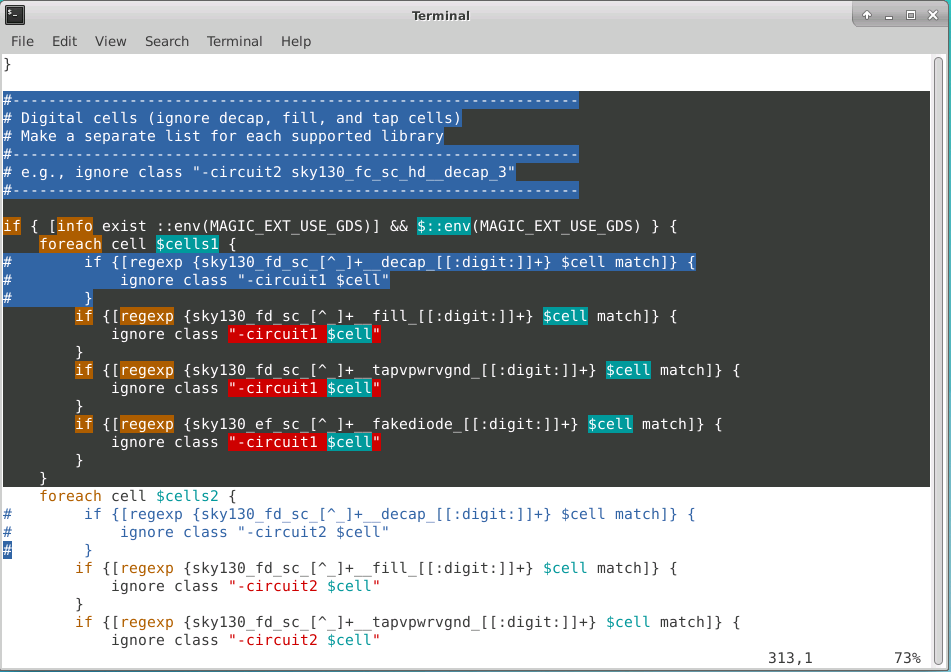 Terminal
File Edit View Search Terminal Help
}
#---------------------------------------------------------------
# Digital cells (ignore decap, fill, and tap cells)
# Make a separate list for each supported library
#---------------------------------------------------------------
# e.g., ignore class "-circuit2 sky130_fc_sc_hd__decap_3"
#---------------------------------------------------------------
if { [info exist ::env(MAGIC_EXT_USE_GDS)] && $::env(MAGIC_EXT_USE_GDS) } {
    foreach cell $cells1 {
#        if {[regexp {sky130_fd_sc_[^_]+__decap_[[:digit:]]+} $cell match]} {
#            ignore class "-circuit1 $cell"
#        }
        if {[regexp {sky130_fd_sc_[^_]+__fill_[[:digit:]]+} $cell match]} {
            ignore class "-circuit1 $cell"
        }
        if {[regexp {sky130_fd_sc_[^_]+__tapvpwrvgnd_[[:digit:]]+} $cell match]} {
            ignore class "-circuit1 $cell"
        }
        if {[regexp {sky130_ef_sc_[^_]+__fakediode_[[:digit:]]+} $cell match]} {
            ignore class "-circuit1 $cell"
        }
    }
    foreach cell $cells2 {
#        if {[regexp {sky130_fd_sc_[^_]+__decap_[[:digit:]]+} $cell match]} {
#            ignore class "-circuit2 $cell"
#        }
        if {[regexp {sky130_fd_sc_[^_]+__fill_[[:digit:]]+} $cell match]} {
            ignore class "-circuit2 $cell"
        }
        if {[regexp {sky130_fd_sc_[^_]+__tapvpwrvgnd_[[:digit:]]+} $cell match]} {
            ignore class "-circuit2 $cell"
313,1 73%